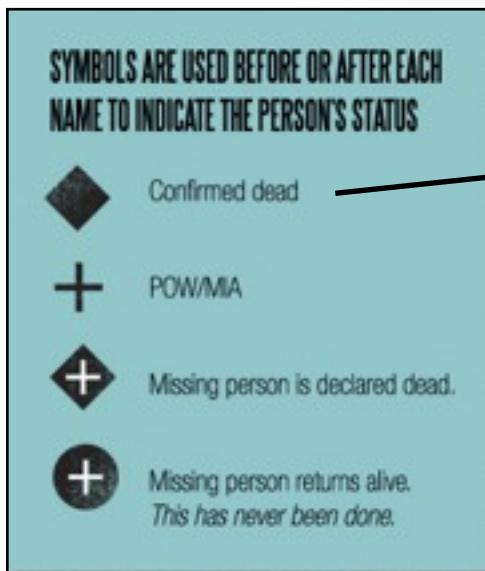 SYMBOLS ARE USED BEFORE OR AFTER EACH
NAME TO INDICATE THE PERSON'S STATUS
Confirmed dead
POW/MIA
Missing person is declared dead.
Missing person returns alive.
This has never been done.